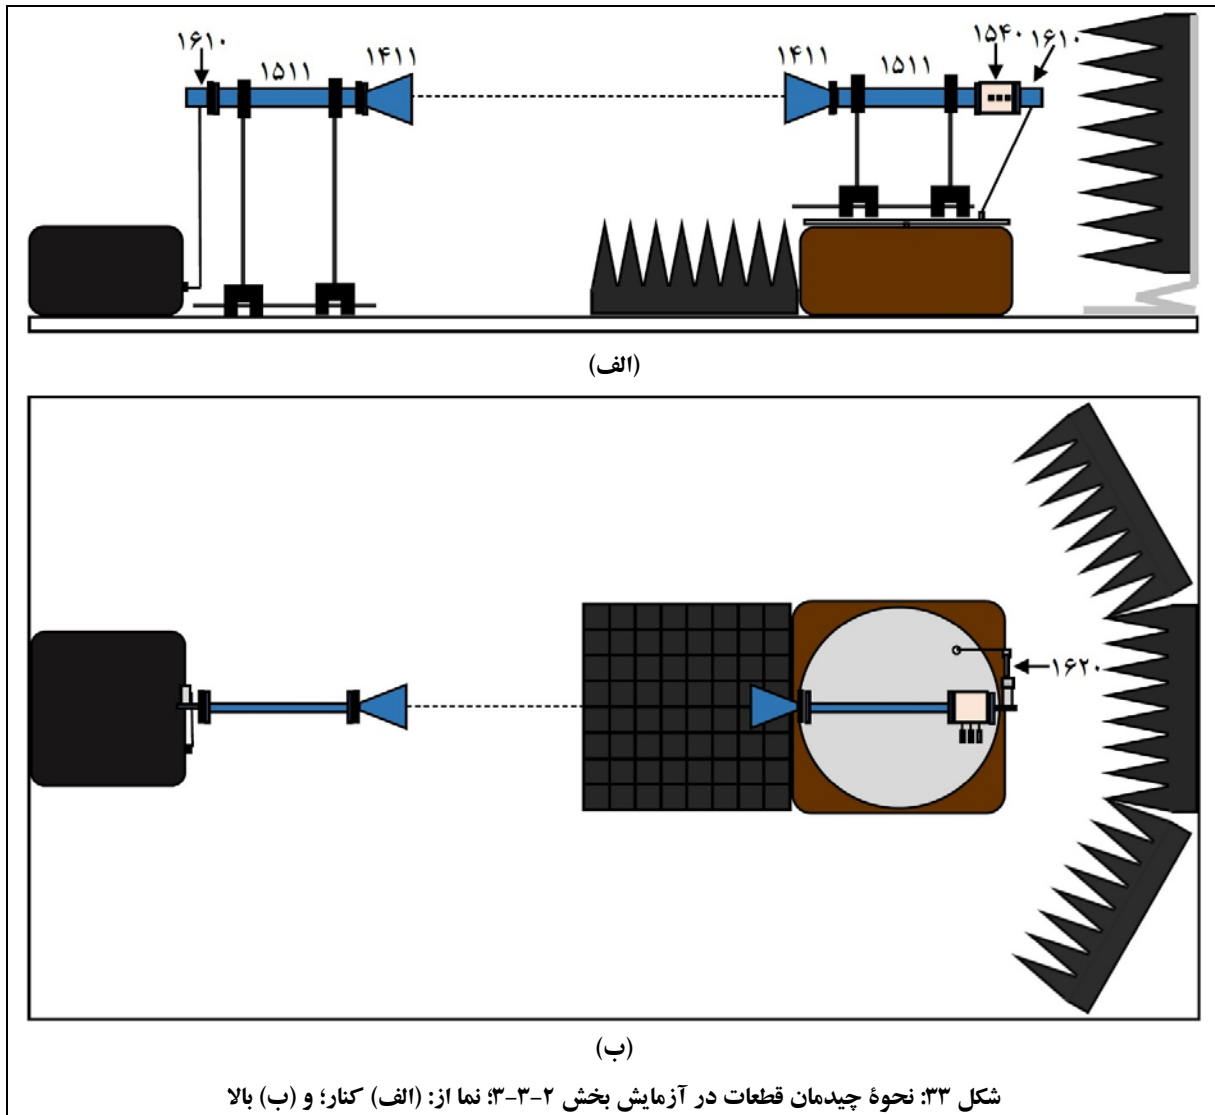 ۱۶۱۰
۱۵۱۱
۱۴۱۱
۱۴۱۱
۱۵۱۱
۱۵۴۰
۱۶۱۰
(الف)
۱۶۲۰
(ب)
شکل ۳۳: نحوۀ چیدمان قطعات در آزمایش بخش ۲-۳-۳؛ نما از: (الف) کنار؛ و (ب) بالا